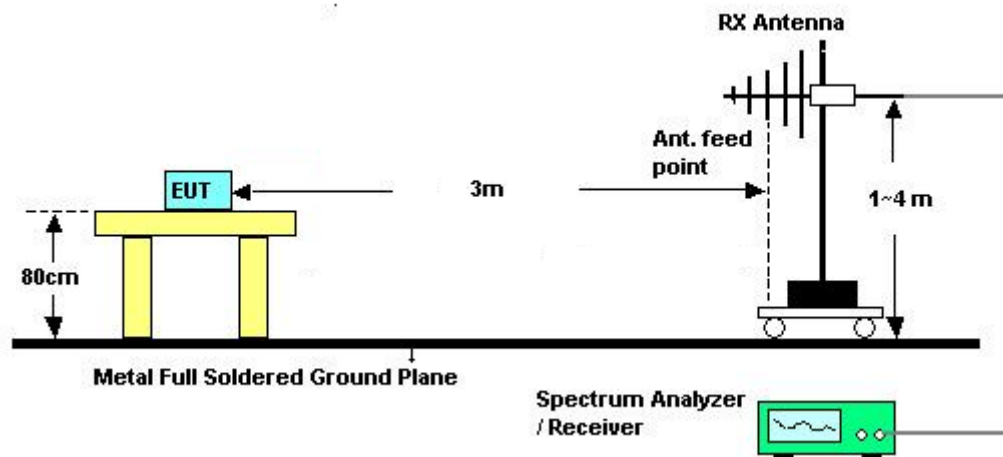 RX Antenna
Ant. feed
point
EUT
3m
1~4 m
80cm
Metal Full Soldered Ground Plane
Spectrum Analyzer
/ Receiver